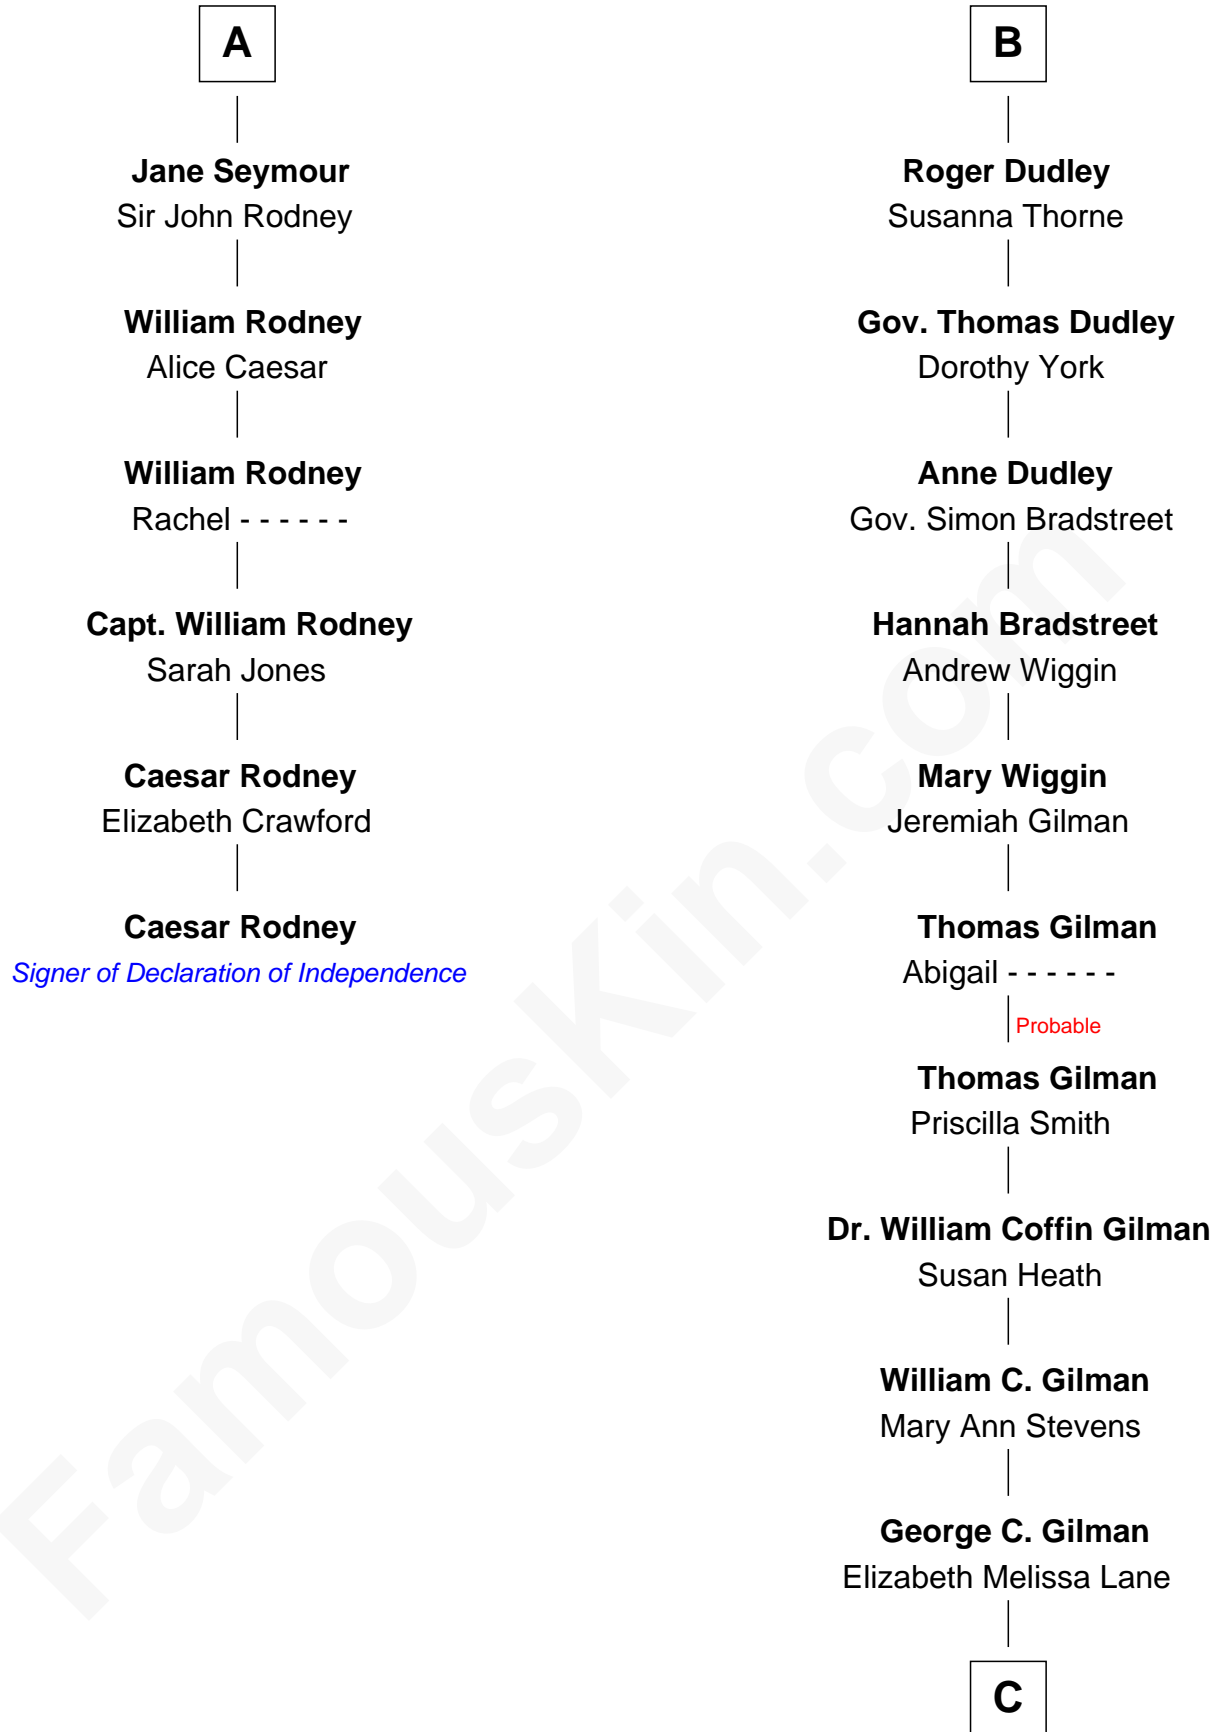 A
Jane Seymour
Sir John Rodney
William Rodney
Alice Caesar
William Rodney
Rachel - - - - - -
Capt. William Rodney
Sarah Jones
Caesar Rodney
Elizabeth Crawford
Caesar Rodney
Signer of Declaration of Independence
B
Roger Dudley
Susanna Thorne
Gov. Thomas Dudley
Dorothy York
Anne Dudley
Gov. Simon Bradstreet
Hannah Bradstreet
Andrew Wiggin
Mary Wiggin
Jeremiah Gilman
Thomas Gilman
Abigail - - - - - -
Probable
Thomas Gilman
Priscilla Smith
Dr. William Coffin Gilman
Susan Heath
William C. Gilman
Mary Ann Stevens
George C. Gilman
Elizabeth Melissa Lane
C
FamousKin.com